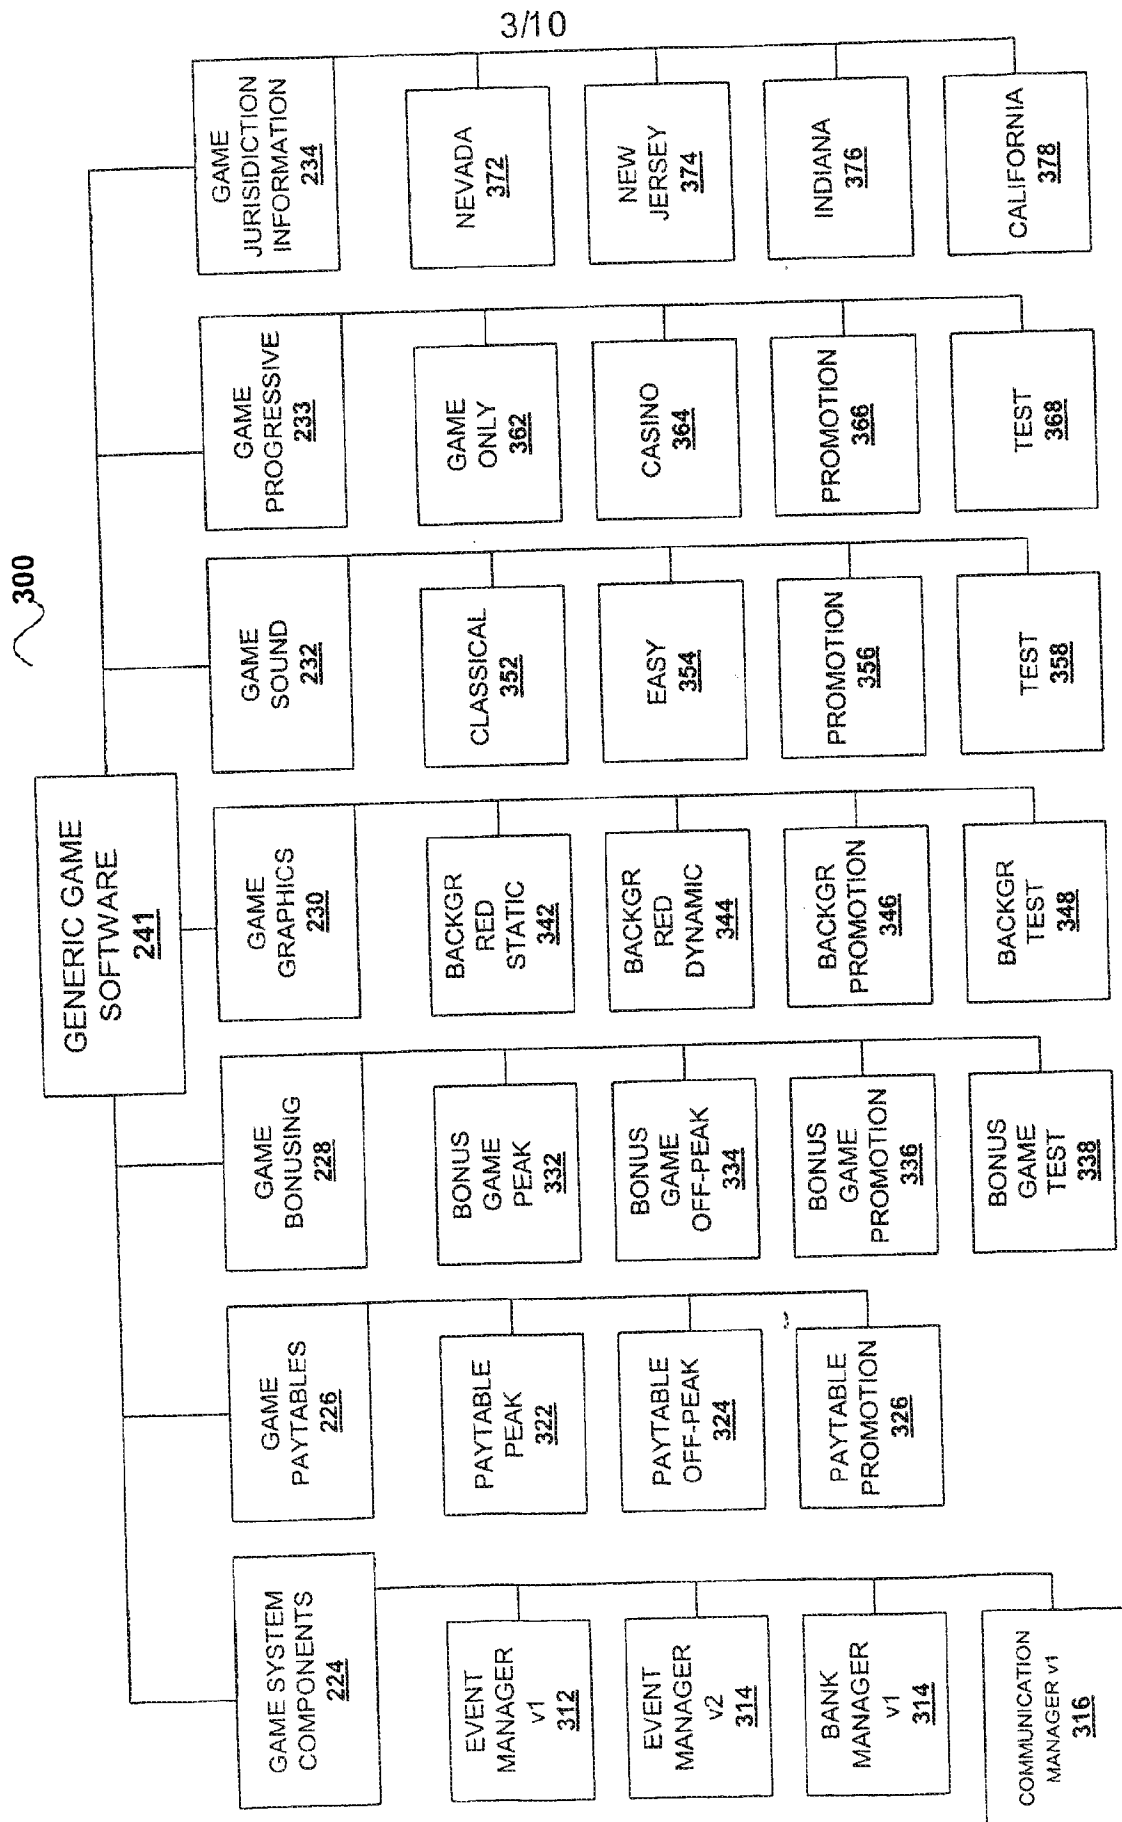 3/10
300
GENERIC GAME
SOFTWARE
241
GAME SYSTEM
COMPONENTS
224
EVENT
MANAGER
v1
312
EVENT
MANAGER
v2
314
BANK
MANAGER
v1
314
COMMUNICATION
MANAGER v1
316
GAME
PAYTABLES
226
PAYTABLE
PEAK
322
PAYTABLE
OFF-PEAK
324
PAYTABLE
PROMOTION
326
GAME
BONUSING
228
BONUS
GAME
PEAK
332
BONUS
GAME
OFF-PEAK
334
BONUS
GAME
PROMOTION
336
BONUS
GAME
TEST
338
GAME
GRAPHICS
230
BACKGR
RED
STATIC
342
BACKGR
RED
DYNAMIC
344
BACKGR
PROMOTION
346
BACKGR
TEST
348
GAME
SOUND
232
CLASSICAL
352
EASY
354
PROMOTION
356
TEST
358
GAME
PROGRESSIVE
233
GAME
ONLY
362
CASINO
364
PROMOTION
366
TEST
368
GAME
JURISIDICTION
INFORMATION
234
NEVADA
372
NEW
JERSEY
374
INDIANA
376
CALIFORNIA
378